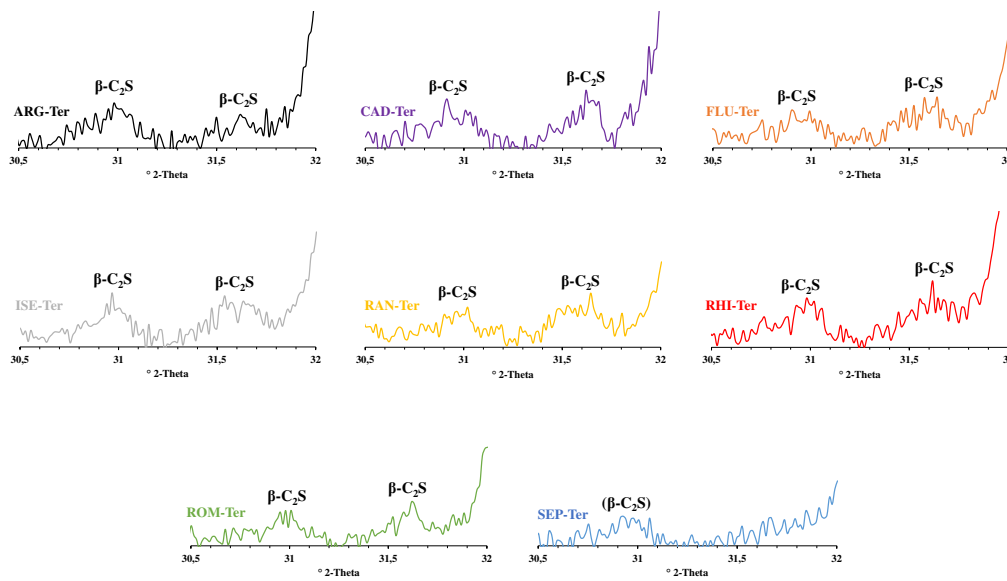 β-C₂S
β-C₂S
ARG-Ter
30,5
31
31,5
32
° 2-Theta
β-C₂S
β-C₂S
CAD-Ter
30,5
31
31,5
32
° 2-Theta
β-C₂S
β-C₂S
FLU-Ter
30,5
31
31,5
3
° 2-Theta
β-C₂S
β-C₂S
ISE-Ter
30,5
31
31,5
32
° 2-Theta
β-C₂S
β-C₂S
RAN-Ter
30,5
31
31,5
32
° 2-Theta
β-C₂S
β-C₂S
RHI-Ter
30,5
31
31,5
3
° 2-Theta
β-C₂S
β-C₂S
ROM-Ter
30,5
31
31,5
32
° 2-Theta
(β-C₂S)
SEP-Ter
30,5
31
31,5
32
° 2-Theta